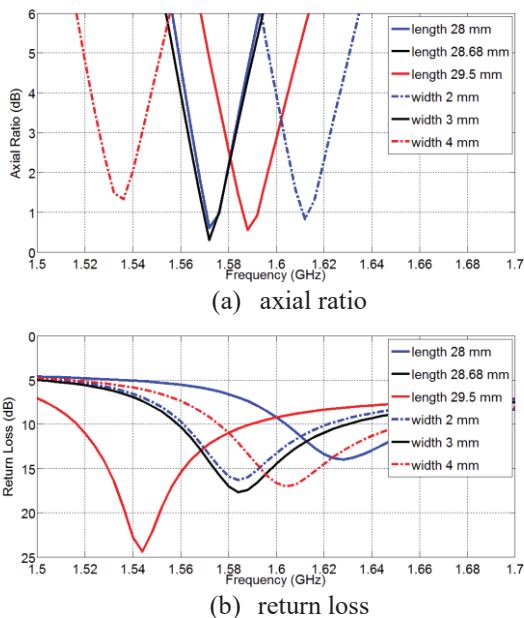 6
5
4
3
2
1
0
Axial Ratio (dB)
length 28 mm
length 28.68 mm
length 29.5 mm
width 2 mm
width 3 mm
width 4 mm
1.5 1.52 1.54 1.56 1.58 1.6 1.62 1.64 1.66 1.68 1.7
Frequency (GHz)
(a) axial ratio
0
5
10
15
20
25
Return Loss (dB)
length 28 mm
length 28.68 mm
length 29.5 mm
width 2 mm
width 3 mm
width 4 mm
1.5 1.52 1.54 1.56 1.58 1.6 1.62 1.64 1.66 1.68 1.7
Frequency (GHz)
(b) return loss